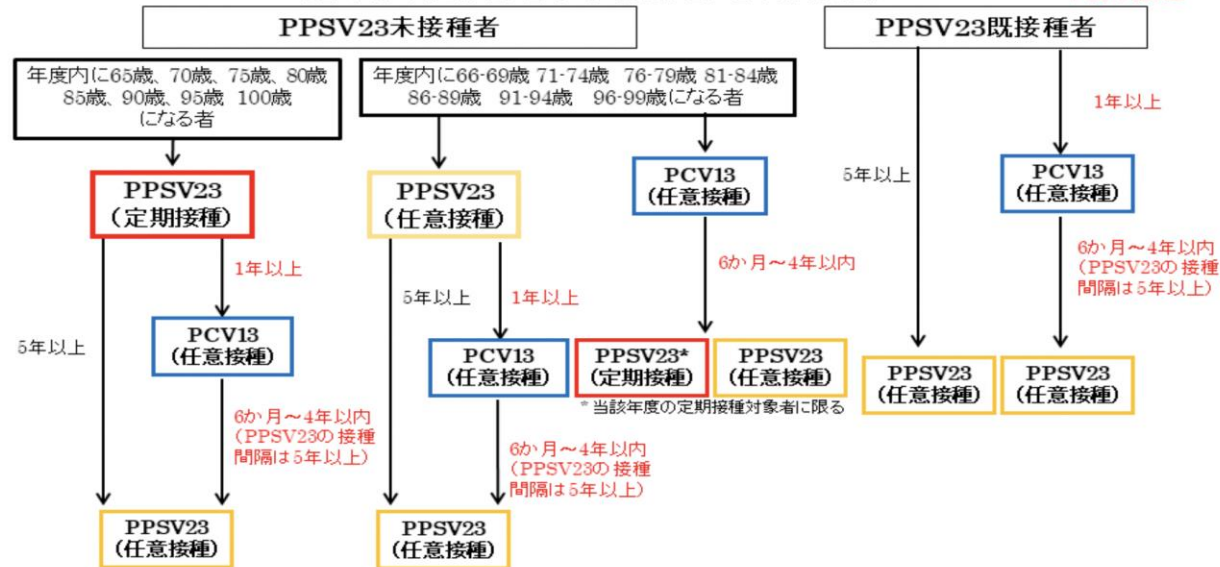 PPSV23未接種者
PPSV23既接種者
年度内に65歳、70歳、75歳、80歳
85歳、90歳、95歳 100歳
になる者
年度内に66-69歳 71-74歳 76-79歳 81-84歳
86-89歳 91-94歳 96-99歳になる者
PPSV23
(定期接種)
1年以上
PCV13
(任意接種)
5年以上
6か月～4年以内
(PPSV23の接種
間隔は5年以上)
PPSV23
(任意接種)
PPSV23
(任意接種)
5年以上
1年以上
PCV13
(任意接種)
6か月～4年以内
(PPSV23の接種
間隔は5年以上)
PPSV23
(任意接種)
PCV13
(任意接種)
6か月～4年以内
PPSV23*
(定期接種)
PPSV23
(任意接種)
*当該年度の定期接種対象者に限る
5年以上
PPSV23
(任意接種)
1年以上
PCV13
(任意接種)
6か月～4年以内
(PPSV23の接種
間隔は5年以上)
PPSV23
(任意接種)